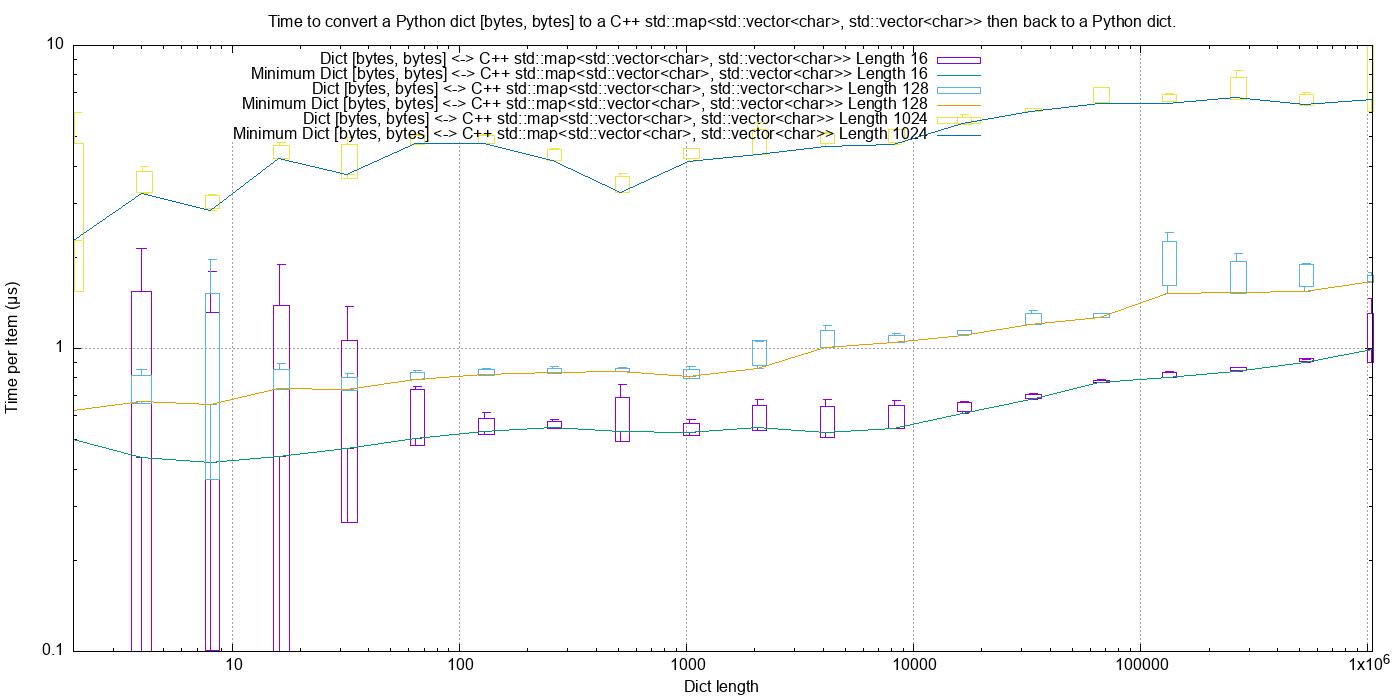 Time to convert a Python dict [bytes, bytes] to a C++ std::map<std::vector<char>, std::vector<char>> then back to a Python dict.
Dict [bytes, bytes] <-> C++ std::map<std::vector<char>, std::vector<char>> Length 16
Minimum Dict [bytes, bytes] <-> C++ std::map<std::vector<char>, std::vector<char>> Length 16
Dict [bytes, bytes] <-> C++ std::map<std::vector<char>, std::vector<char>> Length 128
Minimum Dict [bytes, bytes] <-> C++ std::map<std::vector<char>, std::vector<char>> Length 128
Dict [bytes, bytes] <-> C++ std::map<std::vector<char>, std::vector<char>> Length 1024
Minimum Dict [bytes, bytes] <-> C++ std::map<std::vector<char>, std::vector<char>> Length 1024
Time per Item (µs)
10
1
0.1
10 100 1000 10000 100000 1x10⁶
Dict length